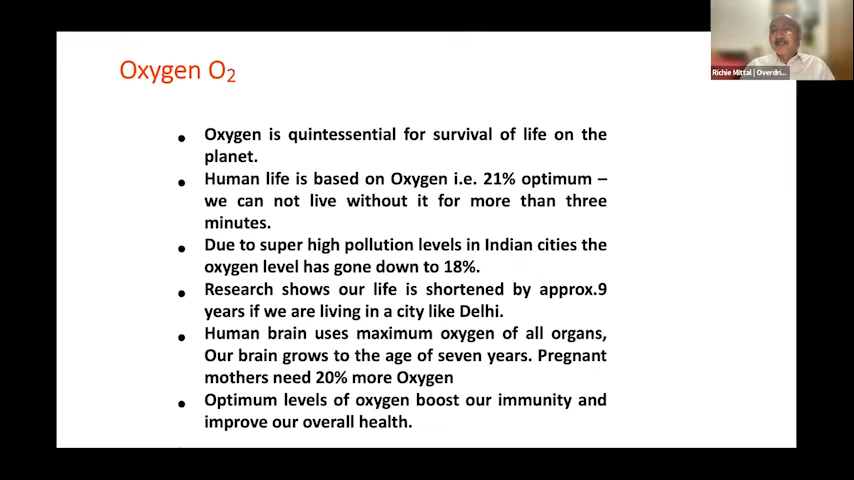 Oxygen O₂
Richie Mittal | Overdri...
• Oxygen is quintessential for survival of life on the
planet.
• Human life is based on Oxygen i.e. 21% optimum –
we can not live without it for more than three
minutes.
• Due to super high pollution levels in Indian cities the
oxygen level has gone down to 18%.
• Research shows our life is shortened by approx.9
years if we are living in a city like Delhi.
• Human brain uses maximum oxygen of all organs,
Our brain grows to the age of seven years. Pregnant
mothers need 20% more Oxygen
• Optimum levels of oxygen boost our immunity and
improve our overall health.